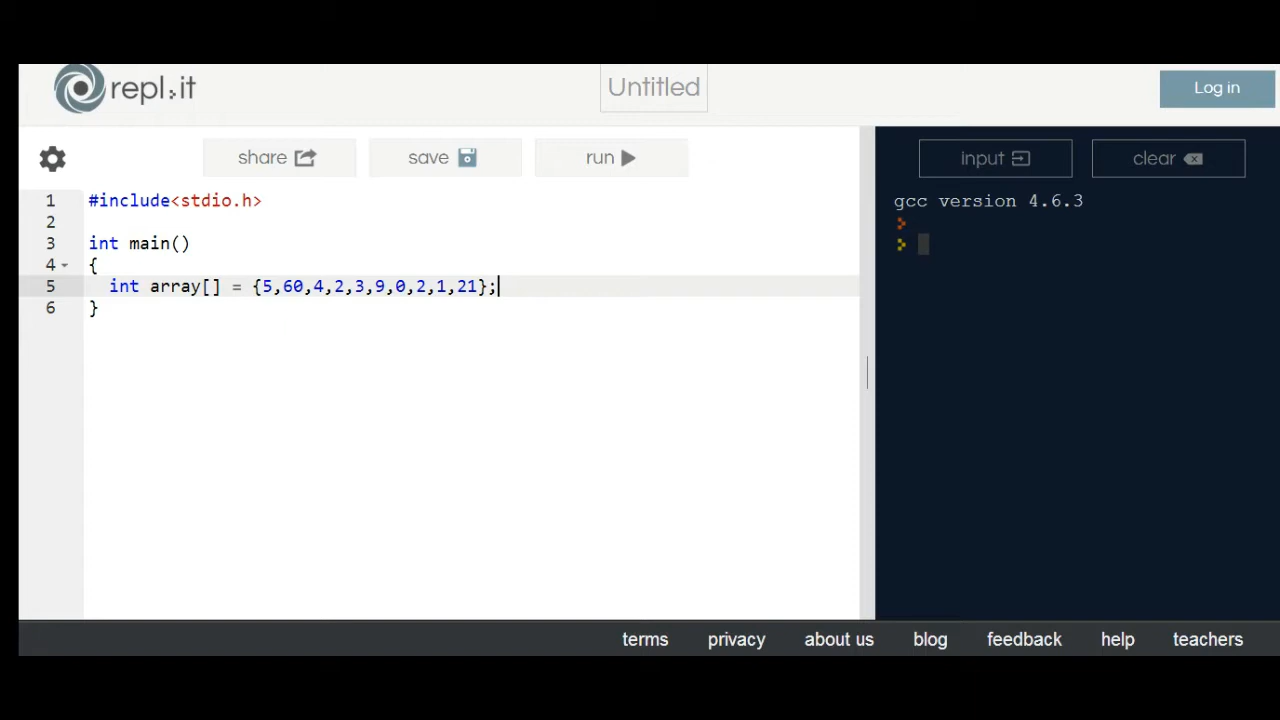 repl.it
Untitled
Log in
share
save
run
input
clear
1 #include<stdio.h>
2
3 int main()
4 {
5 int array[] = {5,60,4,2,3,9,0,2,1,21};
6 }
gcc version 4.6.3
>
>
terms privacy about us blog feedback help teachers